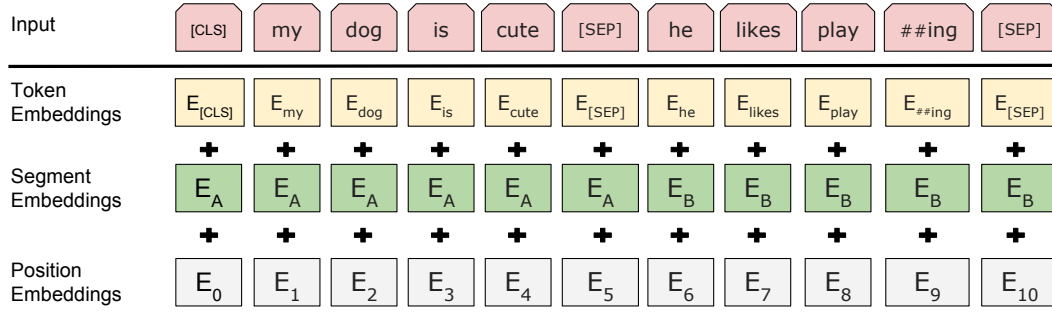 Input [CLS] my dog is cute [SEP] he likes play ##ing [SEP]
Token Embeddings E[CLS] Emy Edog Eis Ecute E[SEP] Ehe Elikes Eplay E##ing E[SEP]
+ + + + + + + + + + +
Segment Embeddings EA EA EA EA EA EA EB EB EB EB EB
+ + + + + + + + + + +
Position Embeddings E0 E1 E2 E3 E4 E5 E6 E7 E8 E9 E10